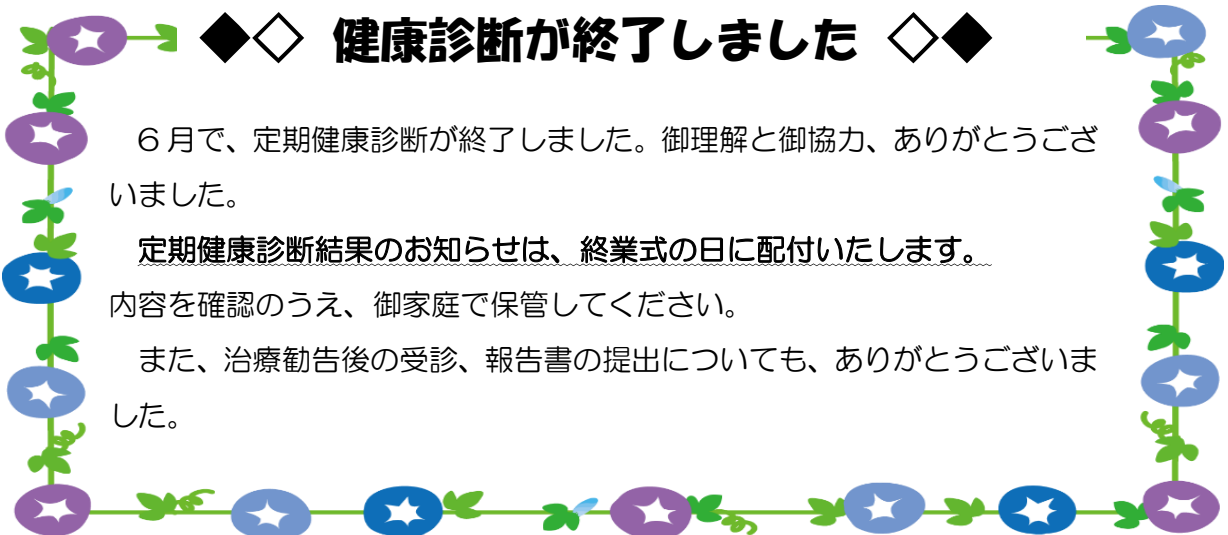 ◆◇ 健康診断が終了しました ◇◆
　６月で、定期健康診断が終了しました。御理解と御協力、ありがとうござ
いました。
　定期健康診断結果のお知らせは、終業式の日に配付いたします。
内容を確認のうえ、御家庭で保管してください。
　また、治療勧告後の受診、報告書の提出についても、ありがとうございま
した。